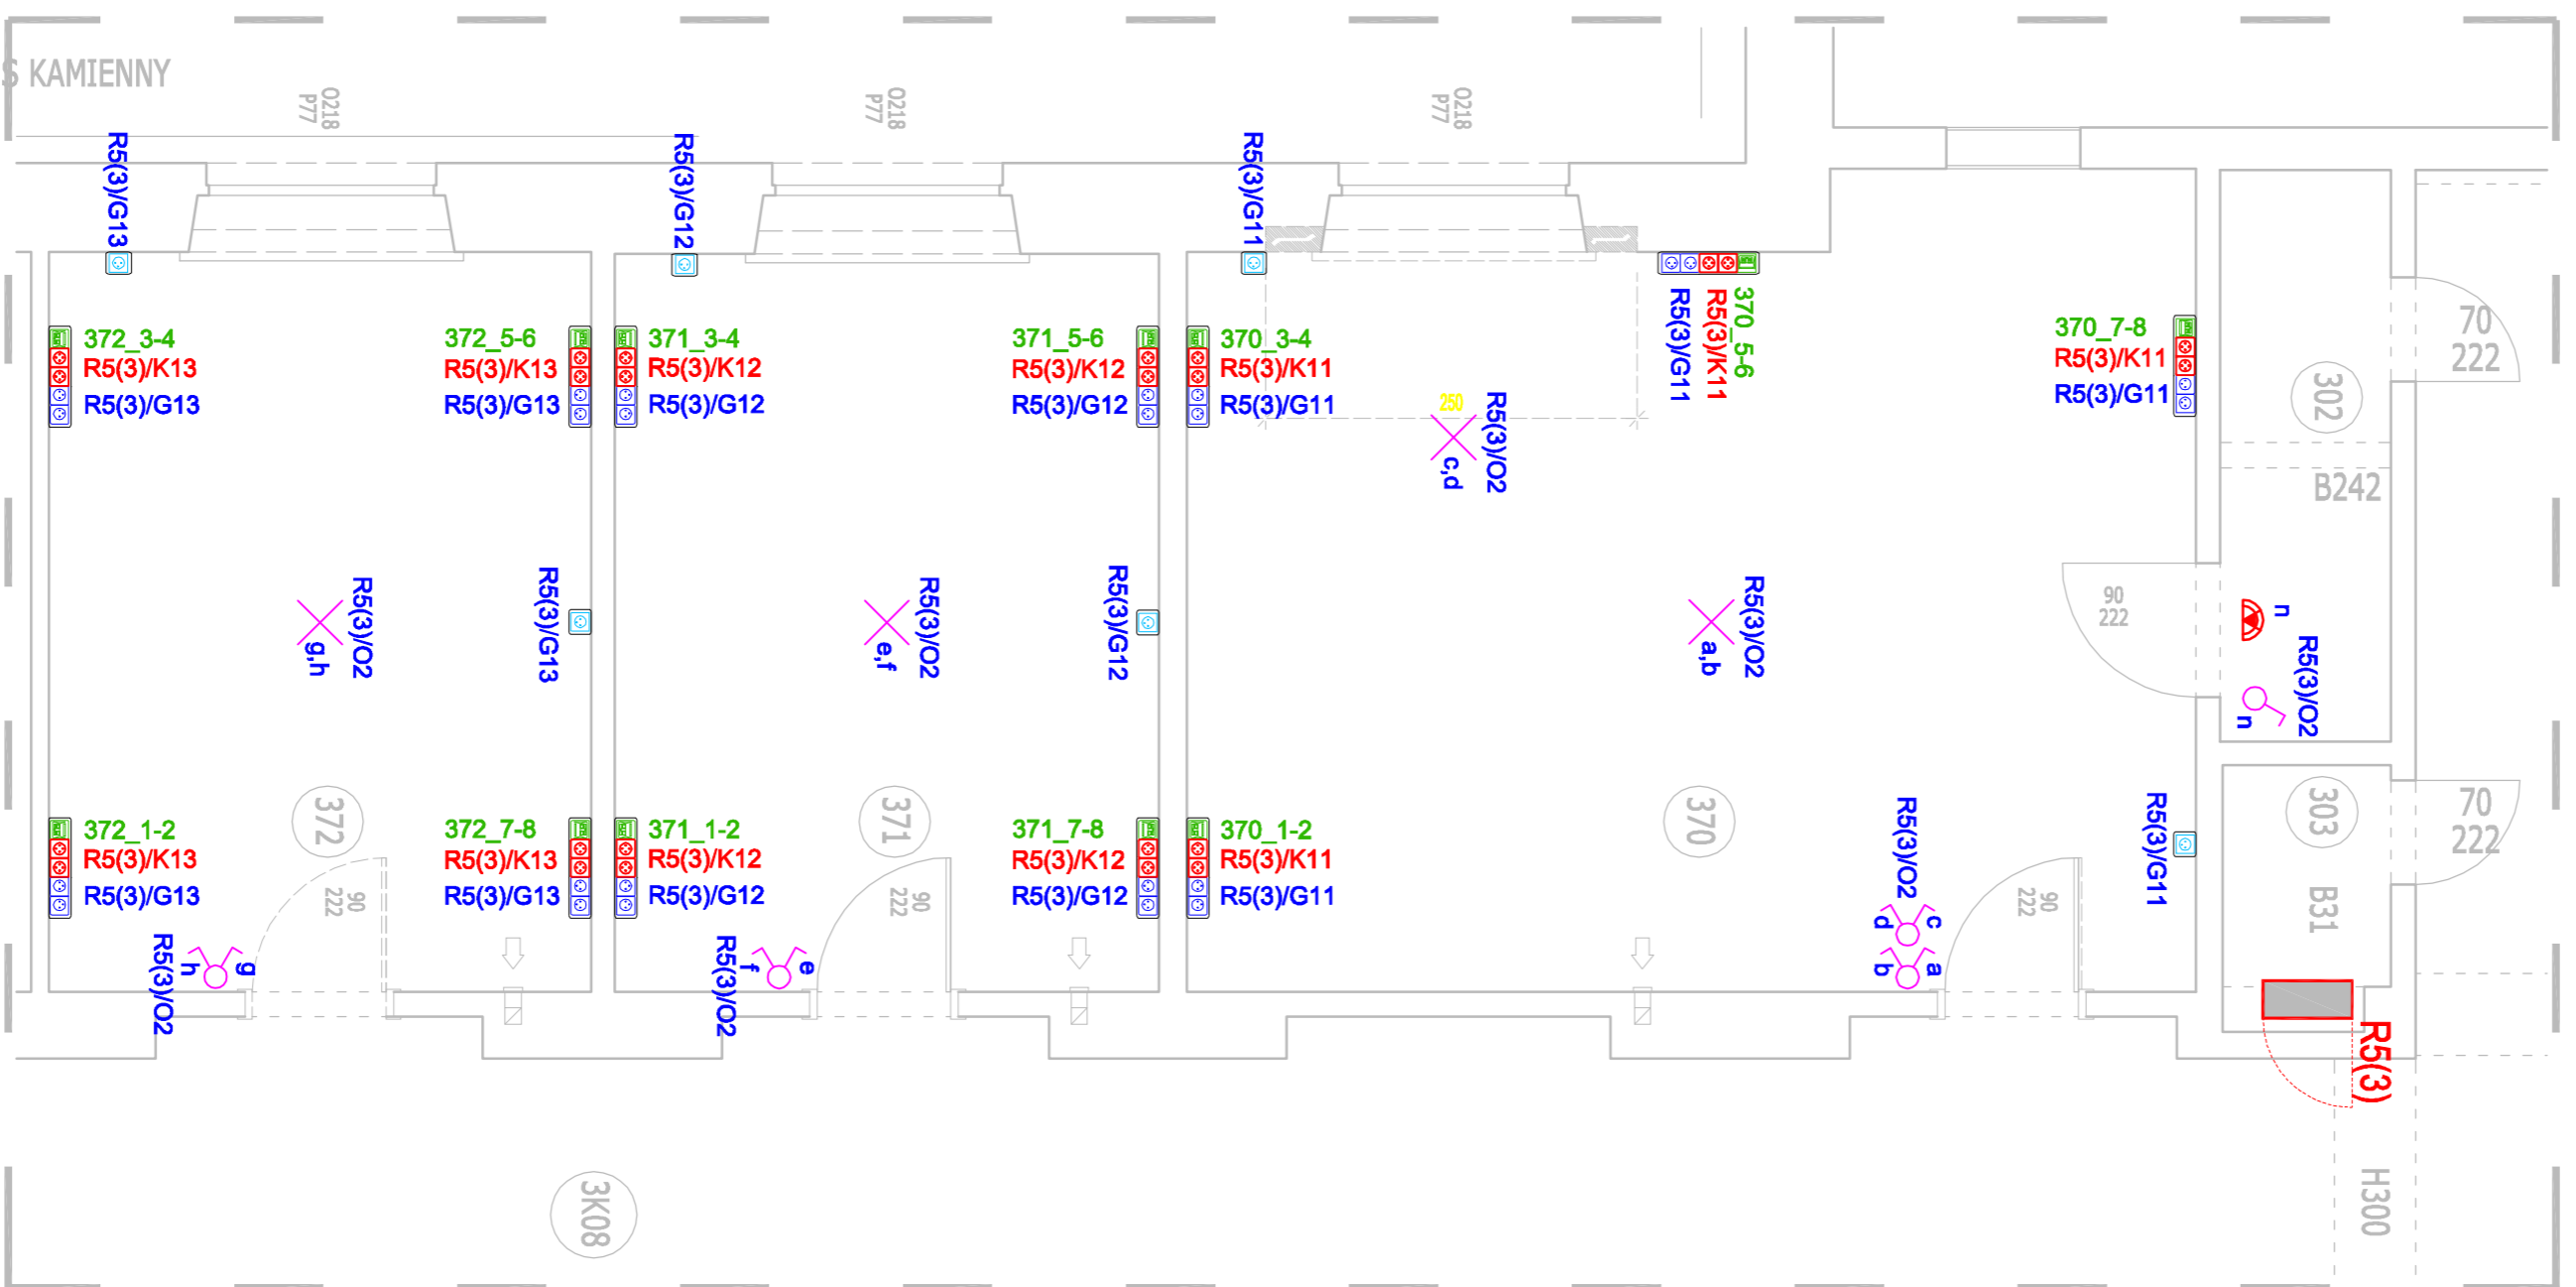 S KAMIENNY
O218
P77
O218
P77
O218
P77
R5(3)/G13
R5(3)/G12
R5(3)/G11
372_3-4
R5(3)/K13
R5(3)/G13
372_5-6
R5(3)/K13
R5(3)/G13
371_3-4
R5(3)/K12
R5(3)/G12
371_5-6
R5(3)/K12
R5(3)/G12
370_3-4
R5(3)/K11
R5(3)/G11
370_5-6
R5(3)/K11
R5(3)/G11
370_7-8
R5(3)/K11
R5(3)/G11
70
222
302
B242
250
R5(3)/O2
c,d
R5(3)/O2
g,h
R5(3)/G13
R5(3)/O2
e,f
R5(3)/G12
R5(3)/O2
a,b
90
222
n
R5(3)/O2
n
372
371
370
303
70
222
B31
372_1-2
R5(3)/K13
R5(3)/G13
372_7-8
R5(3)/K13
R5(3)/G13
371_1-2
R5(3)/K12
R5(3)/G12
371_7-8
R5(3)/K12
R5(3)/G12
370_1-2
R5(3)/K11
R5(3)/G11
R5(3)/O2
R5(3)/G11
90
222
90
222
90
222
c
d
a
b
g
h
R5(3)/O2
e
f
R5(3)/O2
R5(3)
3K08
H300